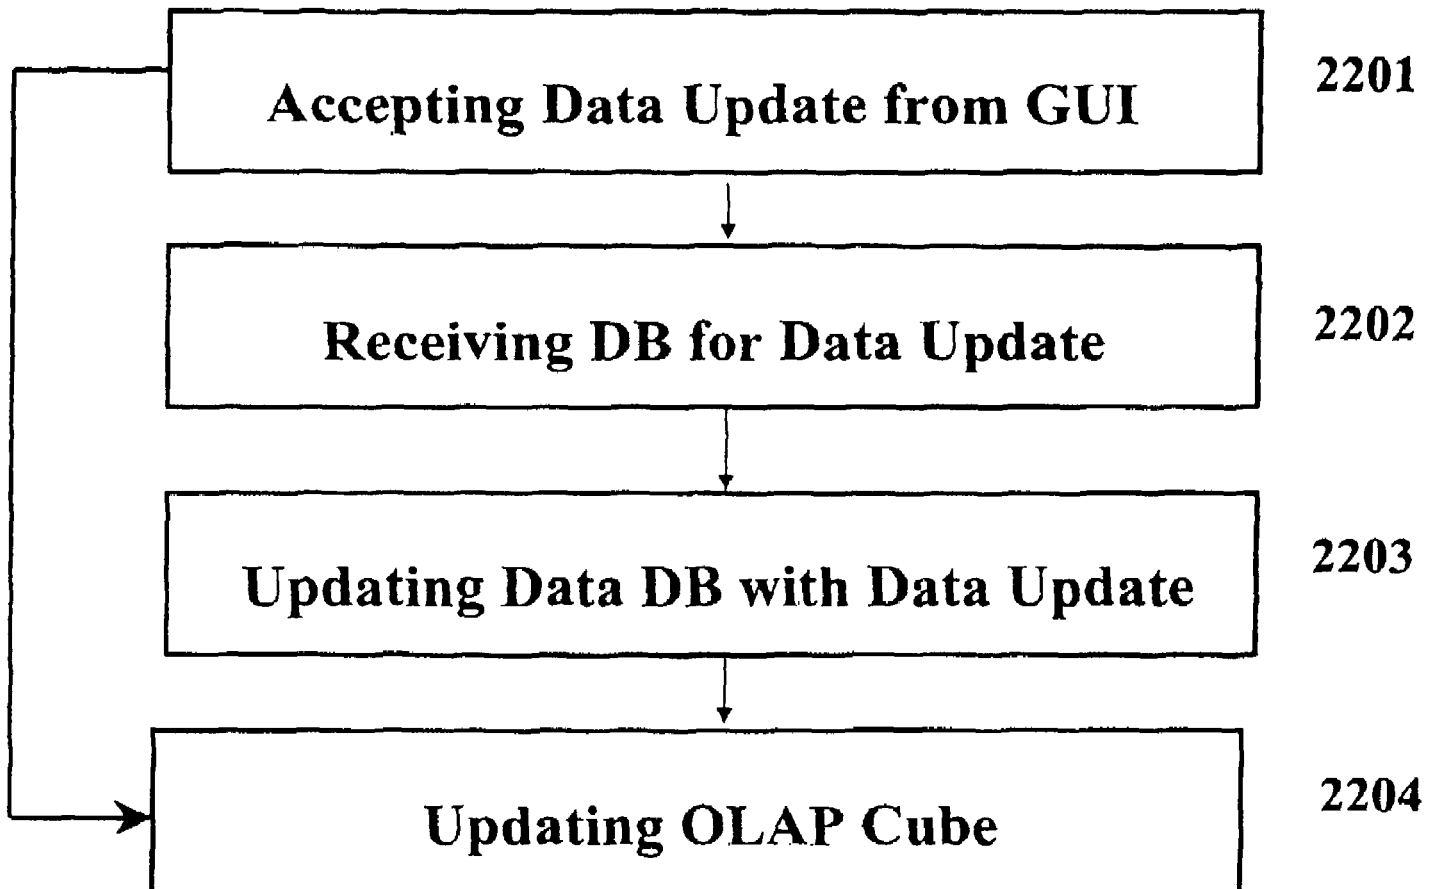 Accepting Data Update from GUI
2201
Receiving DB for Data Update
2202
Updating Data DB with Data Update
2203
Updating OLAP Cube
2204